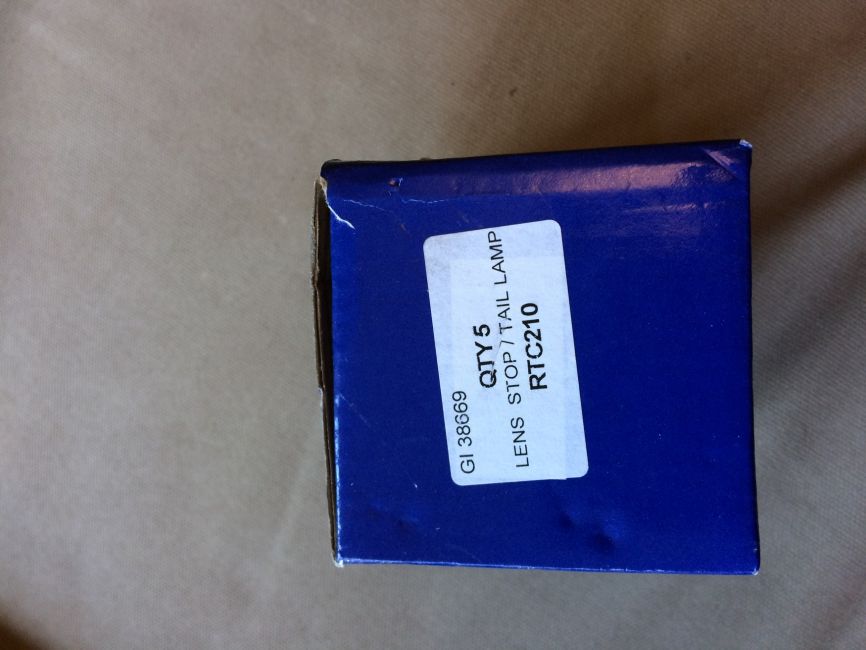 GI 38669
QTY 5
LENS STOP / TAIL LAMP
RTC210